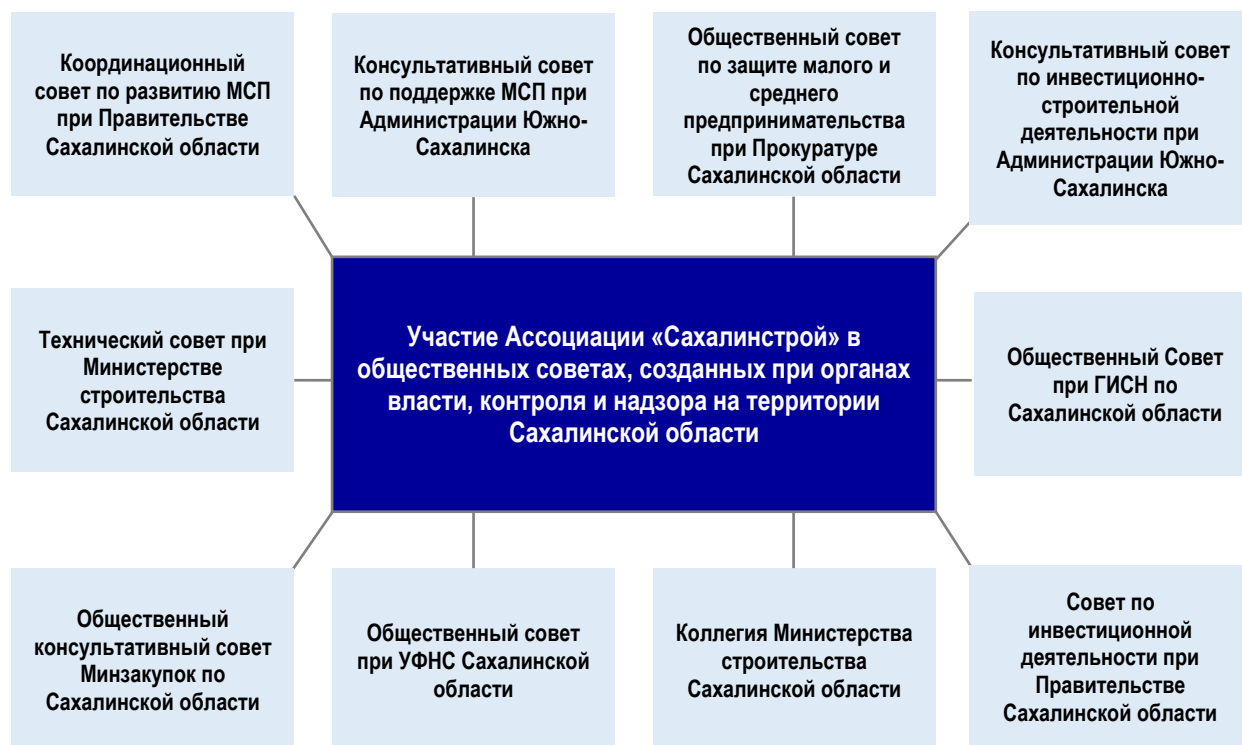 Координационный
совет по развитию МСП
при Правительстве
Сахалинской области
Консультативный совет
по поддержке МСП при
Администрации Южно-
Сахалинска
Общественный совет
по защите малого и
среднего
предпринимательства
при Прокуратуре
Сахалинской области
Консультативный совет
по инвестиционно-
строительной
деятельности при
Администрации Южно-
Сахалинска
Технический совет при
Министерстве
строительства
Сахалинской области
Участие Ассоциации «Сахалинстрой» в
общественных советах, созданных при органах
власти, контроля и надзора на территории
Сахалинской области
Общественный Совет
при ГИСН по
Сахалинской области
Общественный
консультативный совет
Минзакупок по
Сахалинской области
Общественный совет
при УФНС Сахалинской
области
Коллегия Министерства
строительства
Сахалинской области
Совет по
инвестиционной
деятельности при
Правительстве
Сахалинской области